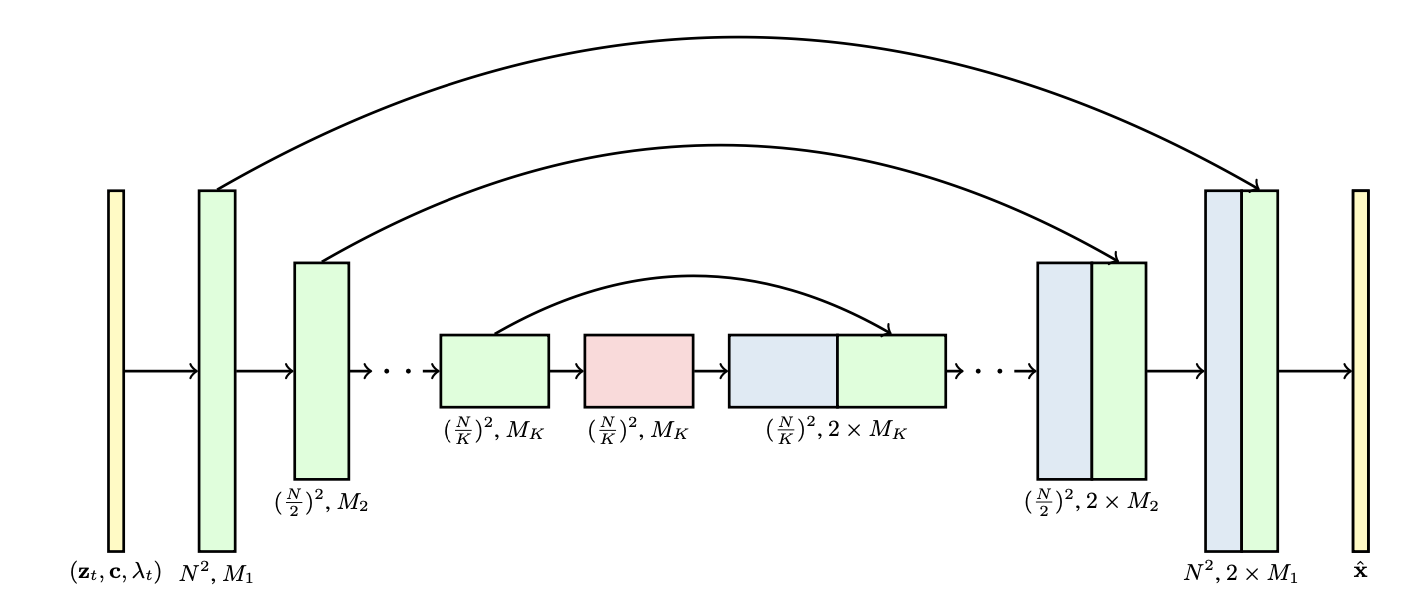 $(\frac{N}{K})^2, M_K$
$(\frac{N}{K})^2, M_K$
$(\frac{N}{K})^2, 2 \times M_K$
$(\frac{N}{2})^2, M_2$
$(\frac{N}{2})^2, 2 \times M_2$
$(\mathbf{z}_t, \mathbf{c}, \lambda_t)$
$N^2, M_1$
$N^2, 2 \times M_1$
$\hat{\mathbf{x}}$